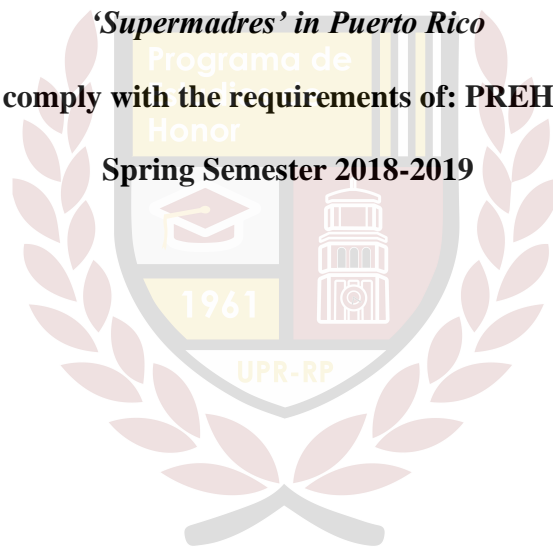 ‘Supermadres’ in Puerto Rico
Programa de
comply with the requirements of: PREH
Honor
Spring Semester 2018-2019
1961
UPR-RP